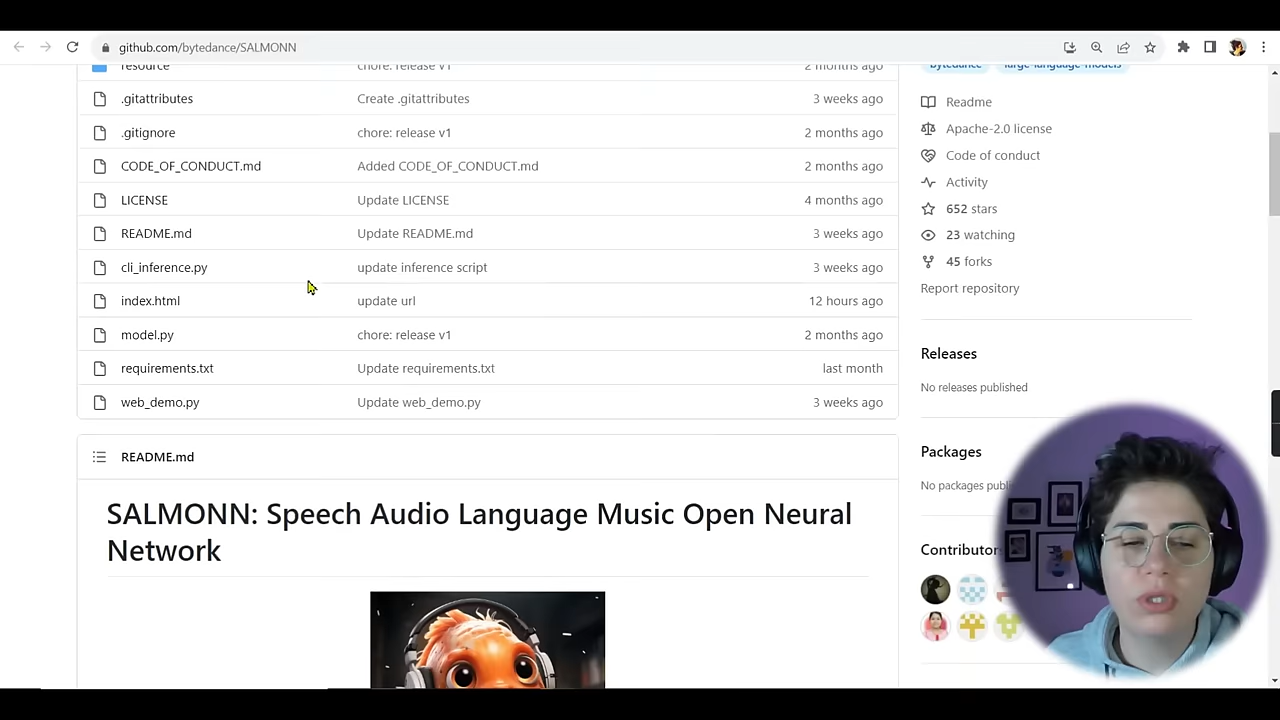 github.com/bytedance/SALMONN
resource chore: release v1 2 months ago
.gitattributes Create .gitattributes 3 weeks ago
.gitignore chore: release v1 2 months ago
CODE_OF_CONDUCT.md Added CODE_OF_CONDUCT.md 2 months ago
LICENSE Update LICENSE 4 months ago
README.md Update README.md 3 weeks ago
cli_inference.py update inference script 3 weeks ago
index.html update url 12 hours ago
model.py chore: release v1 2 months ago
requirements.txt Update requirements.txt last month
web_demo.py Update web_demo.py 3 weeks ago
README.md
SALMONN: Speech Audio Language Music Open Neural
Network
bytedance large-language-models
Readme
Apache-2.0 license
Code of conduct
Activity
652 stars
23 watching
45 forks
Report repository
Releases
No releases published
Packages
No packages publ
Contributor